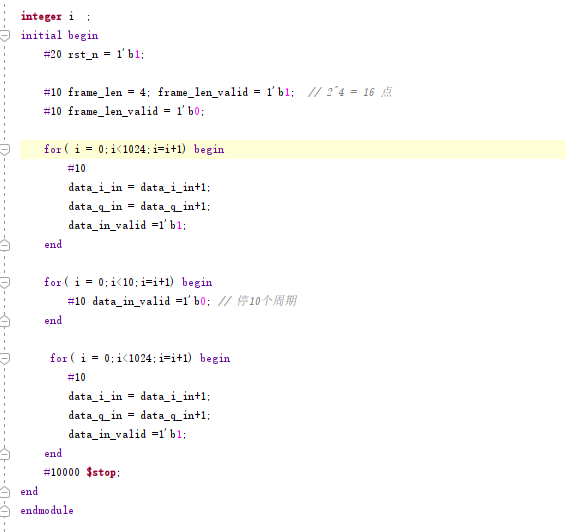 integer i  ;
initial begin
    #20 rst_n = 1'b1;
    #10 frame_len = 4; frame_len_valid = 1'b1;  // 2^4 = 16 点
    #10 frame_len_valid = 1'b0;
    for( i = 0;i<1024;i=i+1) begin
        #10
        data_i_in = data_i_in+1;
        data_q_in = data_q_in+1;
        data_in_valid =1'b1;
    end
    for( i = 0;i<10;i=i+1) begin
        #10 data_in_valid =1'b0; // 停10个周期
    end
     for( i = 0;i<1024;i=i+1) begin
        #10
        data_i_in = data_i_in+1;
        data_q_in = data_q_in+1;
        data_in_valid =1'b1;
    end
    #10000 $stop;
end
endmodule